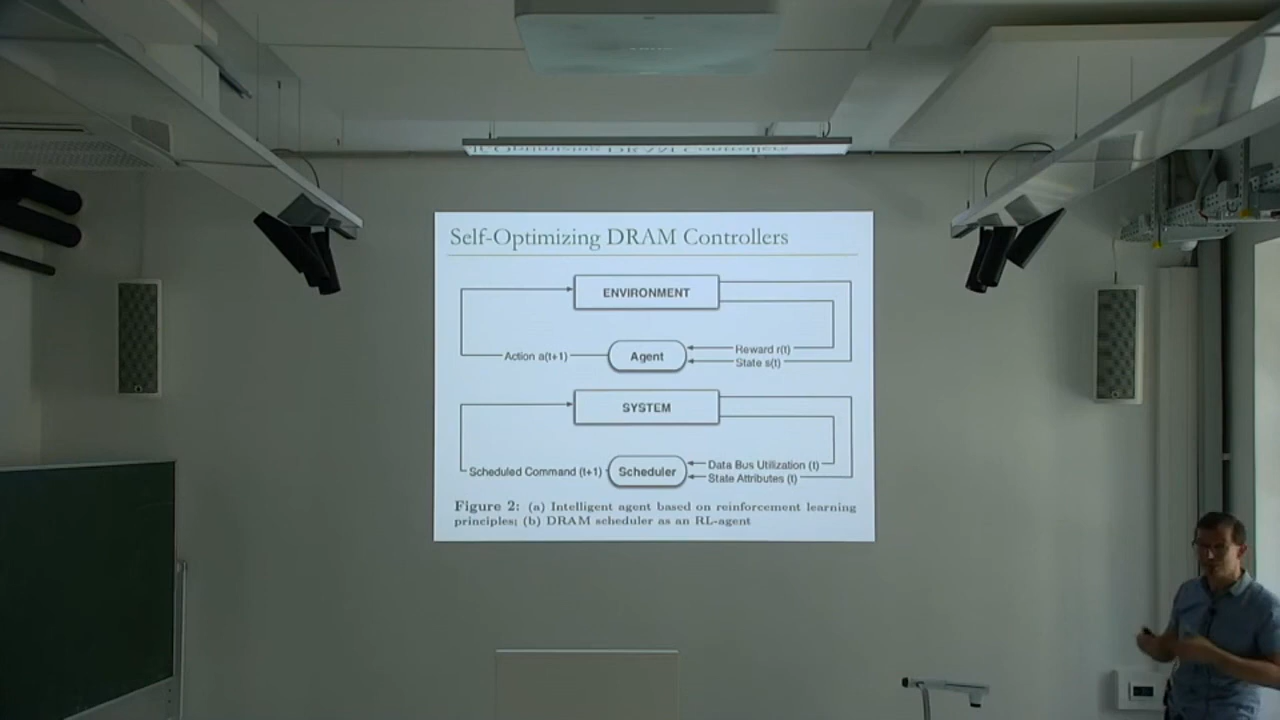 Self-Optimizing DRAM Controllers
ENVIRONMENT
Agent
Action a(t+1)
Reward r(t)
State s(t)
SYSTEM
Scheduled Command (t+1)
Scheduler
Data Bus Utilization (t)
State Attributes (t)
Figure 2: (a) Intelligent agent based on reinforcement learning
principles; (b) DRAM scheduler as an RL-agent